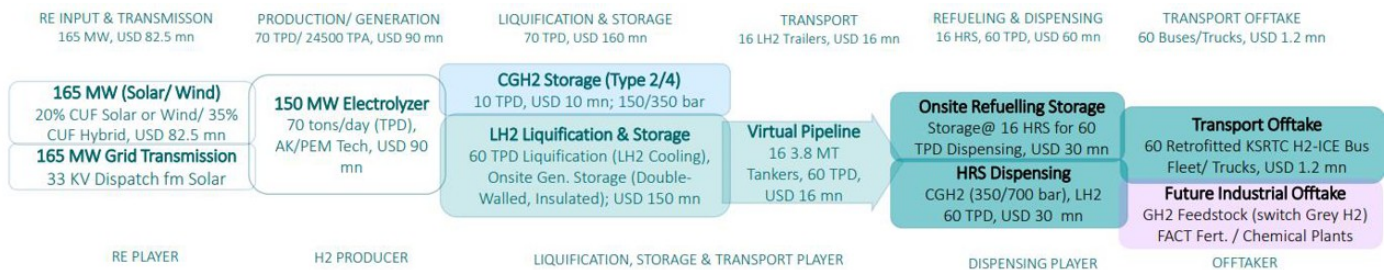 RE INPUT & TRANSMISSON
165 MW, USD 82.5 mn
PRODUCTION/ GENERATION
70 TPD/ 24500 TPA, USD 90 mn
LIQUIFICATION & STORAGE
70 TPD, USD 160 mn
TRANSPORT
16 LH2 Trailers, USD 16 mn
REFUELING & DISPENSING
16 HRS, 60 TPD, USD 60 mn
TRANSPORT OFFTAKE
60 Buses/Trucks, USD 1.2 mn
165 MW (Solar/ Wind)
20% CUF Solar or Wind/ 35%
CUF Hybrid, USD 82.5 mn
165 MW Grid Transmission
33 KV Dispatch fm Solar
150 MW Electrolyzer
70 tons/day (TPD),
AK/PEM Tech, USD 90
mn
CGH2 Storage (Type 2/4)
10 TPD, USD 10 mn; 150/350 bar
LH2 Liquification & Storage
60 TPD Liquification (LH2 Cooling),
Onsite Gen. Storage (Double-
Walled, Insulated); USD 150 mn
Virtual Pipeline
16 3.8 MT
Tankers, 60 TPD,
USD 16 mn
Onsite Refuelling Storage
Storage@ 16 HRS for 60
TPD Dispensing, USD 30 mn
HRS Dispensing
CGH2 (350/700 bar), LH2
60 TPD, USD 30 mn
Transport Offtake
60 Retrofitted KSRTC H2-ICE Bus
Fleet/ Trucks, USD 1.2 mn
Future Industrial Offtake
GH2 Feedstock (switch Grey H2)
FACT Fert. / Chemical Plants
RE PLAYER
H2 PRODUCER
LIQUIFICATION, STORAGE & TRANSPORT PLAYER
DISPENSING PLAYER
OFFTAKER